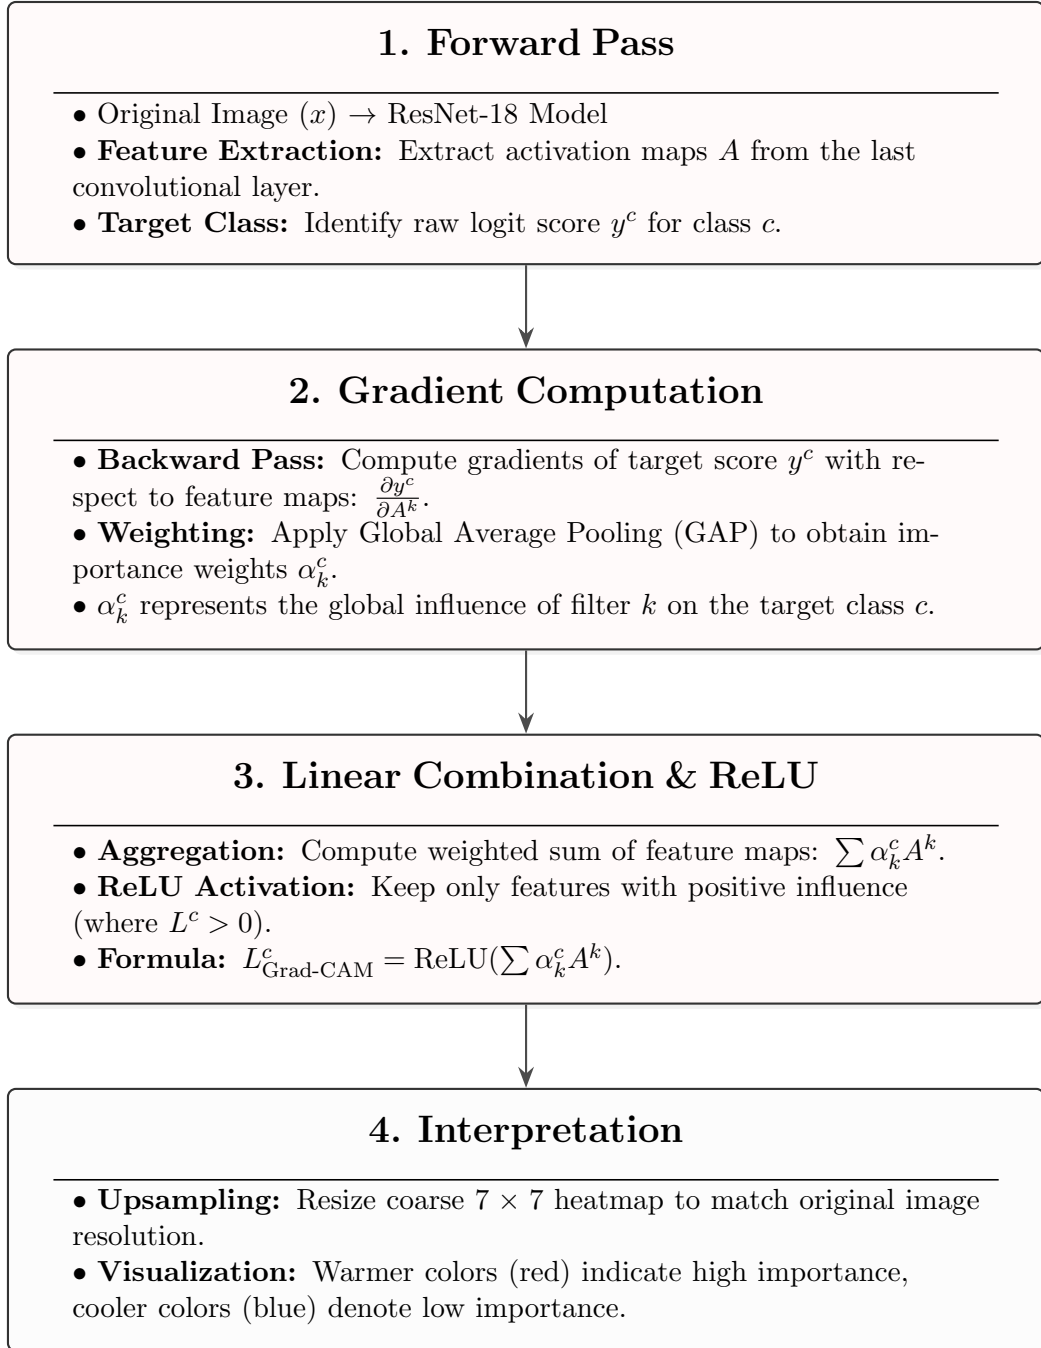 1. Forward Pass
• Original Image (x) → ResNet-18 Model
• Feature Extraction: Extract activation maps A from the last
convolutional layer.
• Target Class: Identify raw logit score y^c for class c.
2. Gradient Computation
• Backward Pass: Compute gradients of target score y^c with re-
spect to feature maps: ∂y^c/∂A^k.
• Weighting: Apply Global Average Pooling (GAP) to obtain im-
portance weights α_k^c.
• α_k^c represents the global influence of filter k on the target class c.
3. Linear Combination & ReLU
• Aggregation: Compute weighted sum of feature maps: ∑ α_k^c A^k.
• ReLU Activation: Keep only features with positive influence
(where L^c > 0).
• Formula: L^c_Grad-CAM = ReLU(∑ α_k^c A^k).
4. Interpretation
• Upsampling: Resize coarse 7 × 7 heatmap to match original image
resolution.
• Visualization: Warmer colors (red) indicate high importance,
cooler colors (blue) denote low importance.